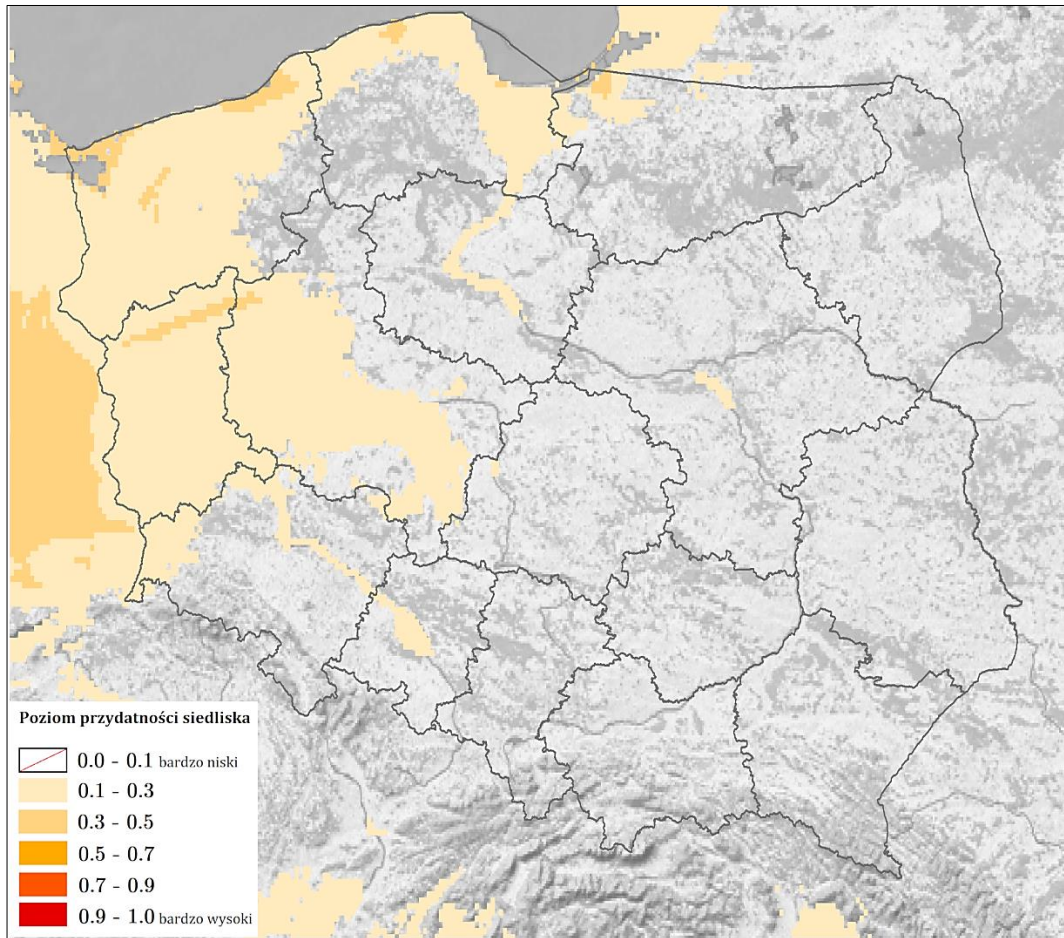 Poziom przydatności siedliska
0.0 - 0.1 bardzo niski
0.1 - 0.3
0.3 - 0.5
0.5 - 0.7
0.7 - 0.9
0.9 - 1.0 bardzo wysoki